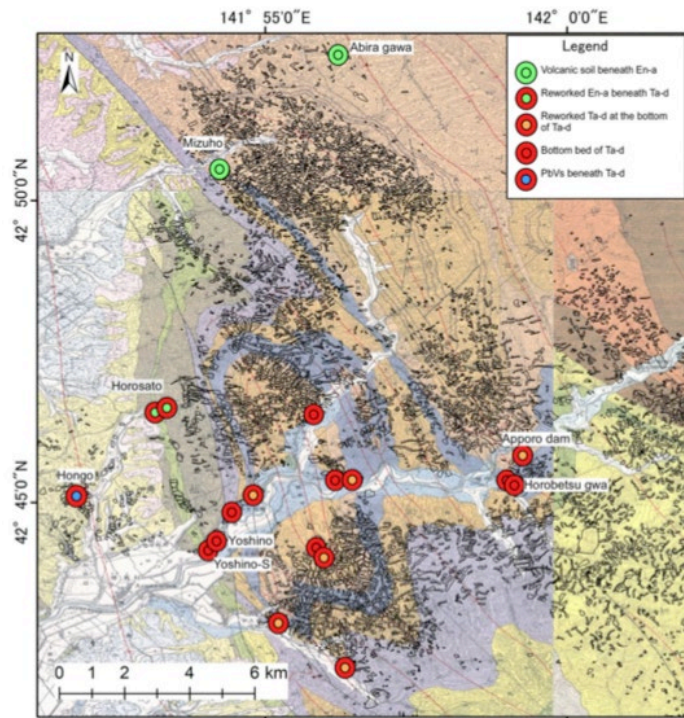 141° 55'0"E
142° 0'0"E
N
Abira gawa
Legend
Volcanic soil beneath En-a
Reworked En-a beneath Ta-d
Reworked Ta-d at the bottom
of Ta-d
Bottom bed of Ta-d
PbVs beneath Ta-d
Mizuho
42° 50'0"N
Horosato
Apporo dam
Hongo
Horobetsu gwa
42° 45'0"N
Yoshino
Yoshino-S
0 2 4 6 km